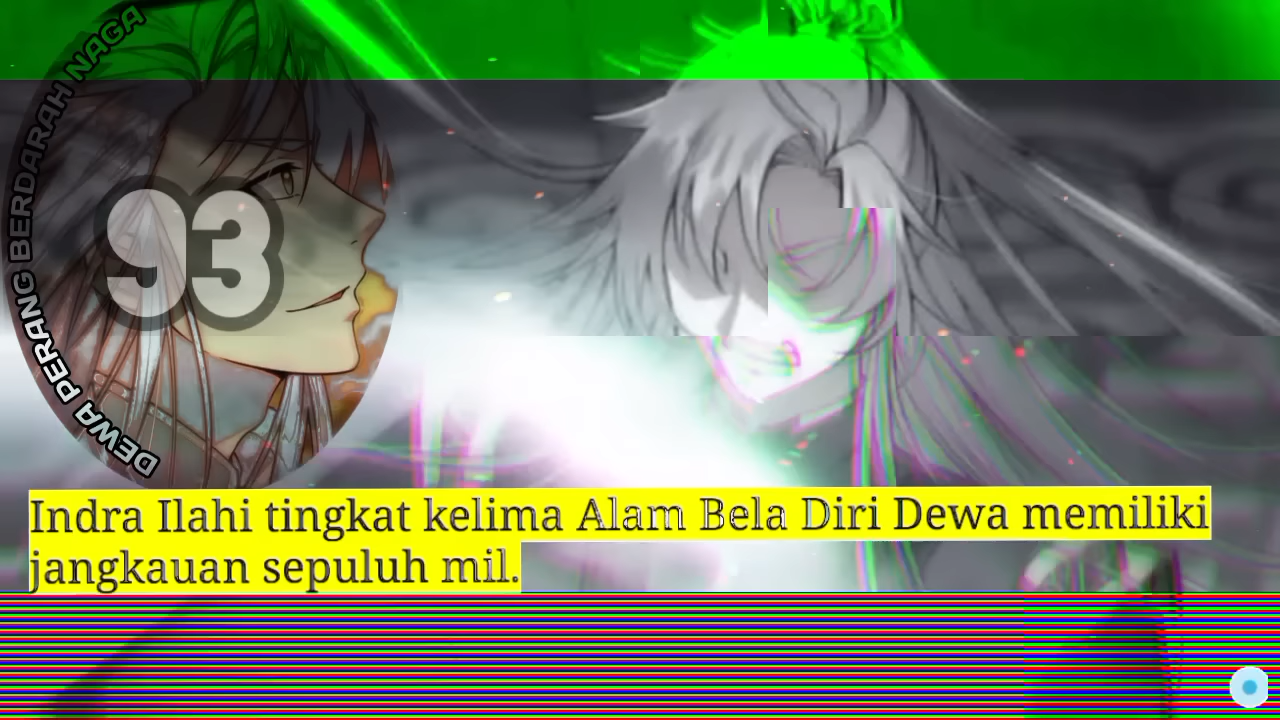 DEWA PERANG BERDARAH NAGA
93
Indra Ilahi tingkat kelima Alam Bela Diri Dewa memiliki
jangkauan sepuluh mil.